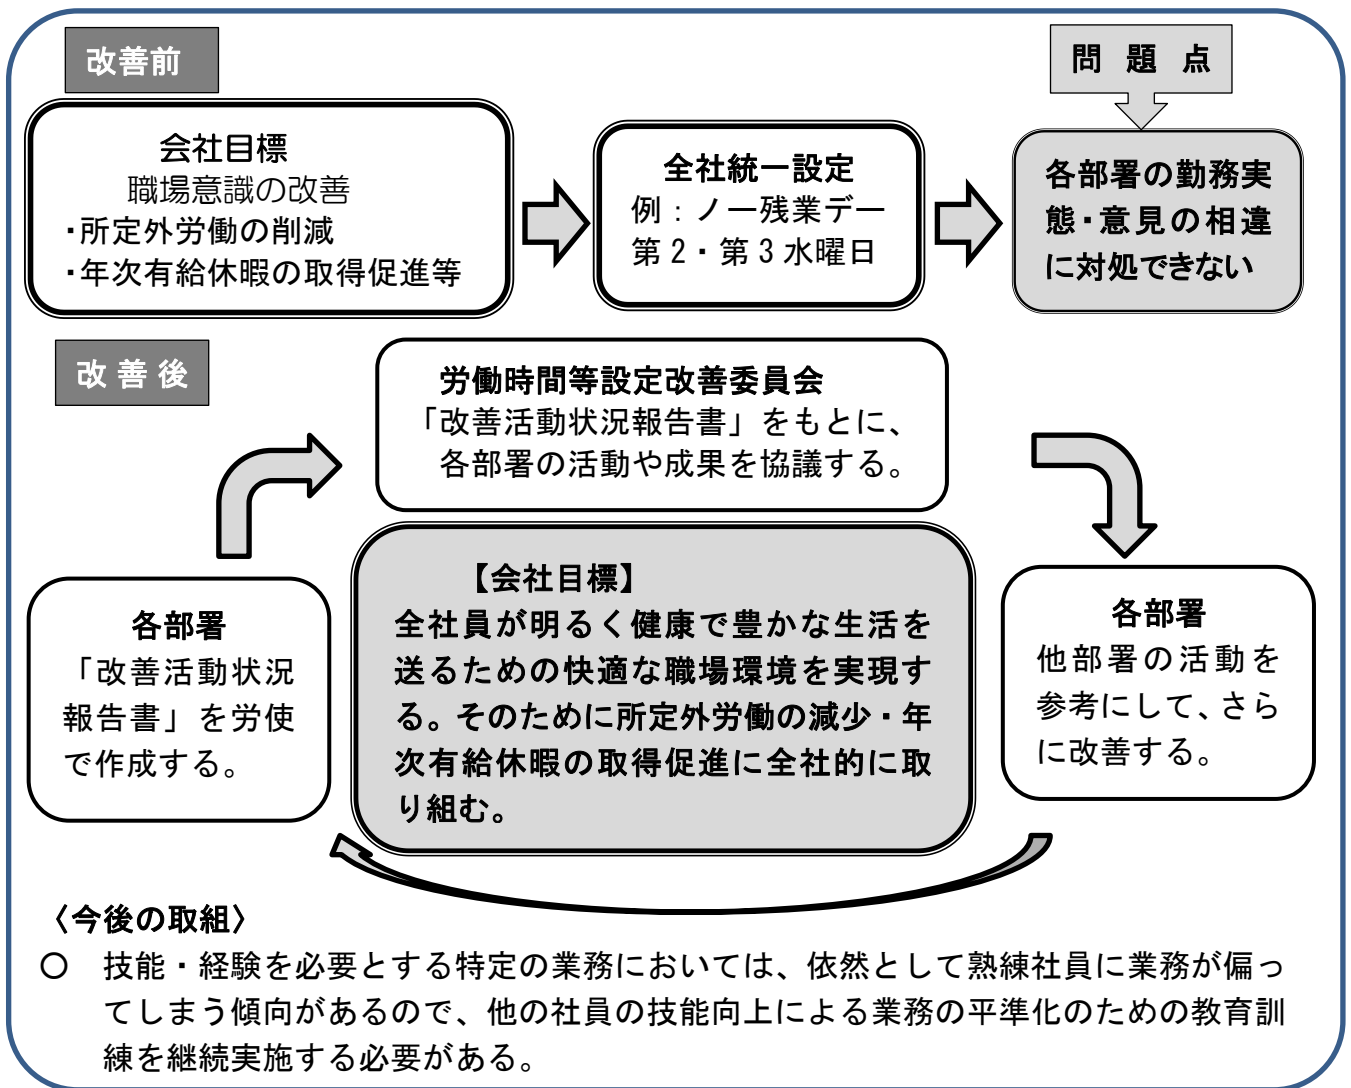 改善前
問 題 点
会社目標
職場意識の改善
・所定外労働の削減
・年次有給休暇の取得促進等
全社統一設定
例：ノー残業デー
第２・第３水曜日
各部署の勤務実
態・意見の相違
に対処できない
改 善 後
労働時間等設定改善委員会
「改善活動状況報告書」をもとに、
各部署の活動や成果を協議する。
各部署
「改善活動状況
報告書」を労使
で作成する。
【会社目標】
全社員が明るく健康で豊かな生活を
送るための快適な職場環境を実現す
る。そのために所定外労働の減少・年
次有給休暇の取得促進に全社的に取
り組む。
各部署
他部署の活動を
参考にして、さら
に改善する。
〈今後の取組〉
○ 技能・経験を必要とする特定の業務においては、依然として熟練社員に業務が偏っ
てしまう傾向があるので、他の社員の技能向上による業務の平準化のための教育訓
練を継続実施する必要がある。